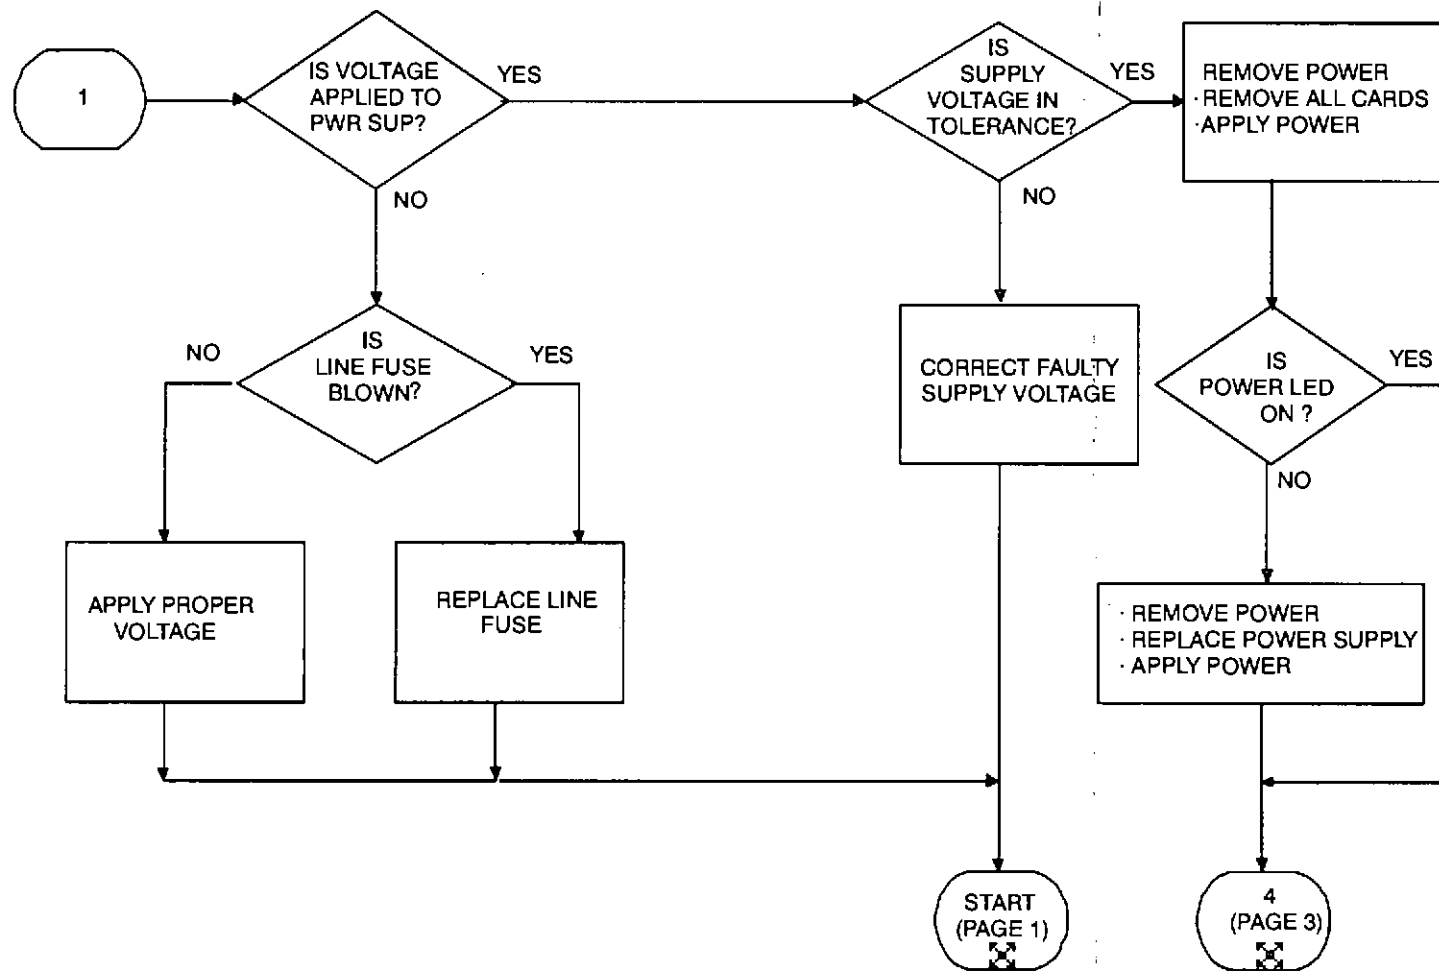 1
IS VOLTAGE
APPLIED TO
PWR SUP?
YES
NO
IS
SUPPLY
VOLTAGE IN
TOLERANCE?
YES
NO
REMOVE POWER
·REMOVE ALL CARDS
·APPLY POWER
IS
LINE FUSE
BLOWN?
NO
YES
CORRECT FAULTY
SUPPLY VOLTAGE
IS
POWER LED
ON ?
YES
NO
APPLY PROPER
VOLTAGE
REPLACE LINE
FUSE
· REMOVE POWER
· REPLACE POWER SUPPLY
· APPLY POWER
START
(PAGE 1)
4
(PAGE 3)